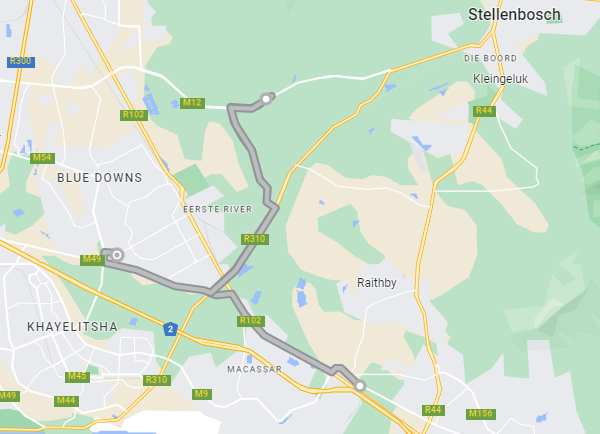 Stellenbosch
DIE BOORD
R300
Kleingeluk
M12
R102
R44
M54
BLUE DOWNS
EERSTE RIVER
R310
M49
Raithby
R102
KHAYELITSHA
2
MACASSAR
M45
R310
M49
M9
M44
R44
M156